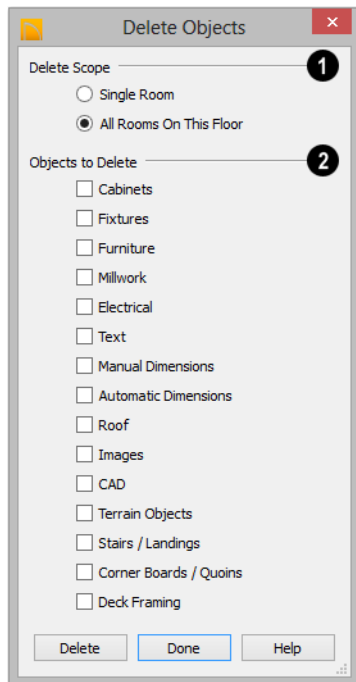 Delete Objects
Delete Scope 1
Single Room
All Rooms On This Floor
Objects to Delete 2
Cabinets
Fixtures
Furniture
Millwork
Electrical
Text
Manual Dimensions
Automatic Dimensions
Roof
Images
CAD
Terrain Objects
Stairs / Landings
Corner Boards / Quoins
Deck Framing
Delete Done Help